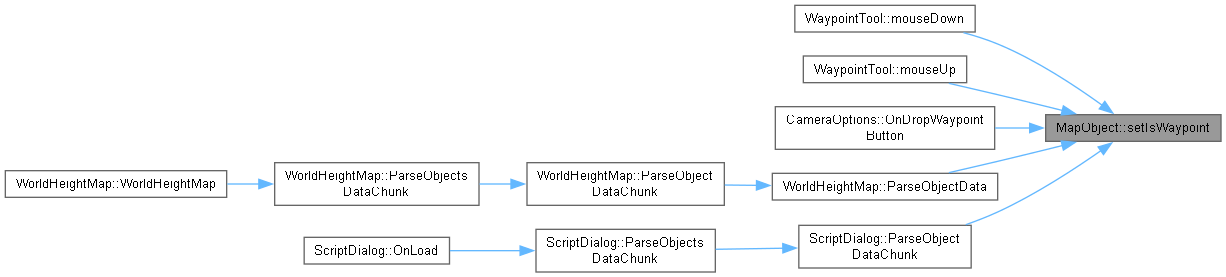 WaypointTool::mouseDown
WaypointTool::mouseUp
CameraOptions::OnDropWaypoint
Button
MapObject::setIsWaypoint
WorldHeightMap::WorldHeightMap
WorldHeightMap::ParseObjects
DataChunk
WorldHeightMap::ParseObject
DataChunk
WorldHeightMap::ParseObjectData
ScriptDialog::OnLoad
ScriptDialog::ParseObjects
DataChunk
ScriptDialog::ParseObject
DataChunk